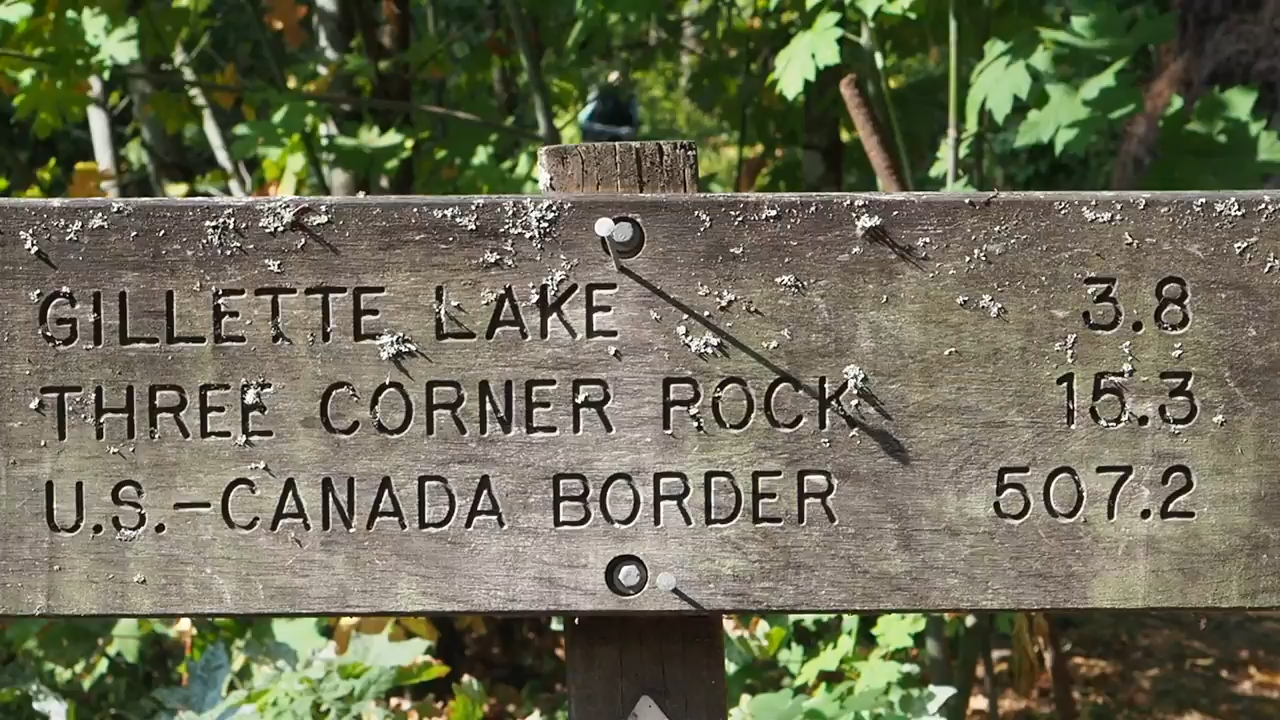 GILLETTE LAKE 3.8
THREE CORNER ROCK 15.3
U.S.-CANADA BORDER 507.2